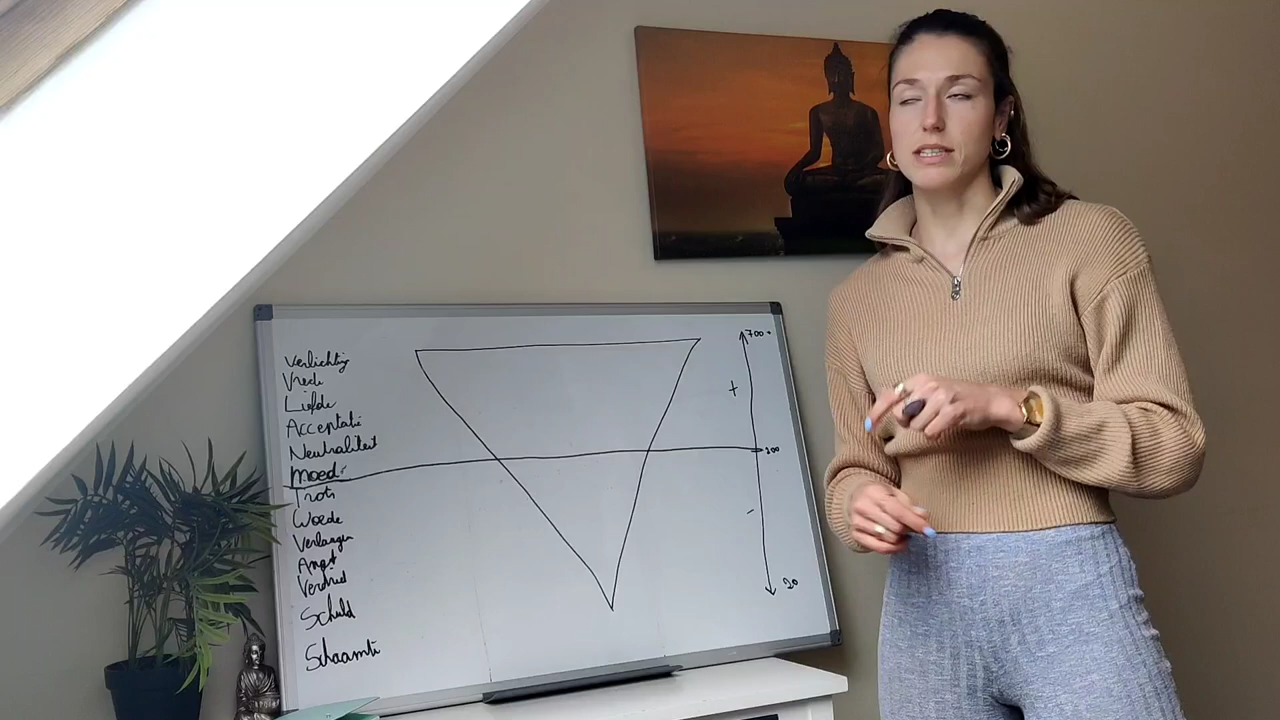 Verlichting
Vrede
Liefde
Acceptatie
Neutraliteit
Moed
Trots
Woede
Verlangen
Angst
Verdriet
Schuld
Schaamte
700+
+
200
-
20